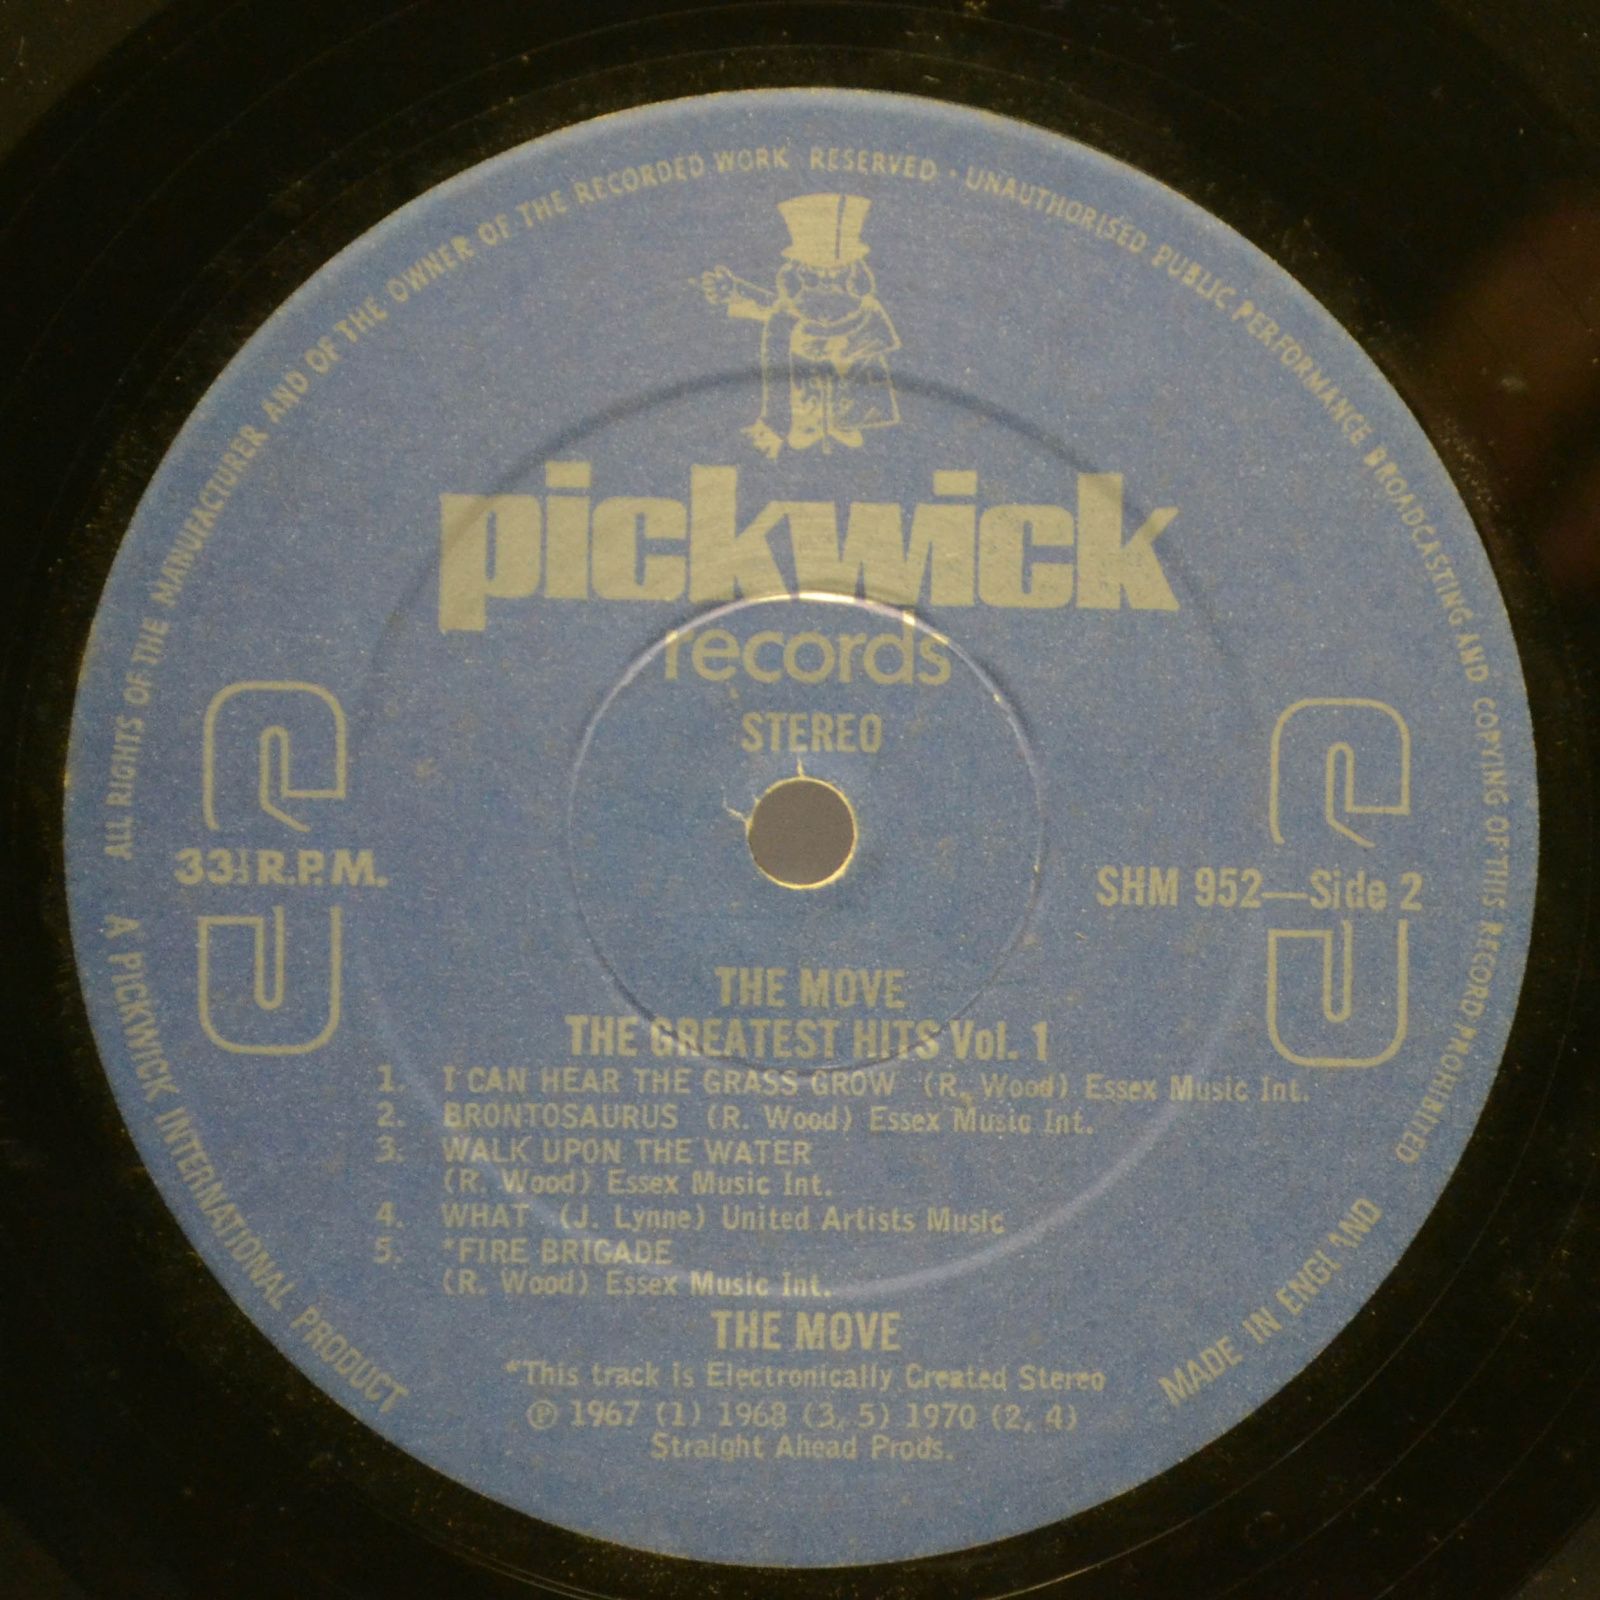 ALL RIGHTS OF THE MANUFACTURER AND OF THE OWNER OF THE RECORDED WORK RESERVED · UNAUTHORISED PUBLIC PERFORMANCE BROADCASTING AND COPYING OF THIS RECORD PROHIBITED
pickwick
records
STEREO
33⅓ R.P.M.
SHM 952—Side 2
THE MOVE
THE GREATEST HITS Vol. 1
1. I CAN HEAR THE GRASS GROW (R. Wood) Essex Music Int.
2. BRONTOSAURUS (R. Wood) Essex Music Int.
3. WALK UPON THE WATER
(R. Wood) Essex Music Int.
4. WHAT (J. Lynne) United Artists Music
5. *FIRE BRIGADE
(R. Wood) Essex Music Int.
THE MOVE
*This track is Electronically Created Stereo
℗ 1967 (1) 1968 (3, 5) 1970 (2, 4)
Straight Ahead Prods.
A PICKWICK INTERNATIONAL PRODUCT
MADE IN ENGLAND